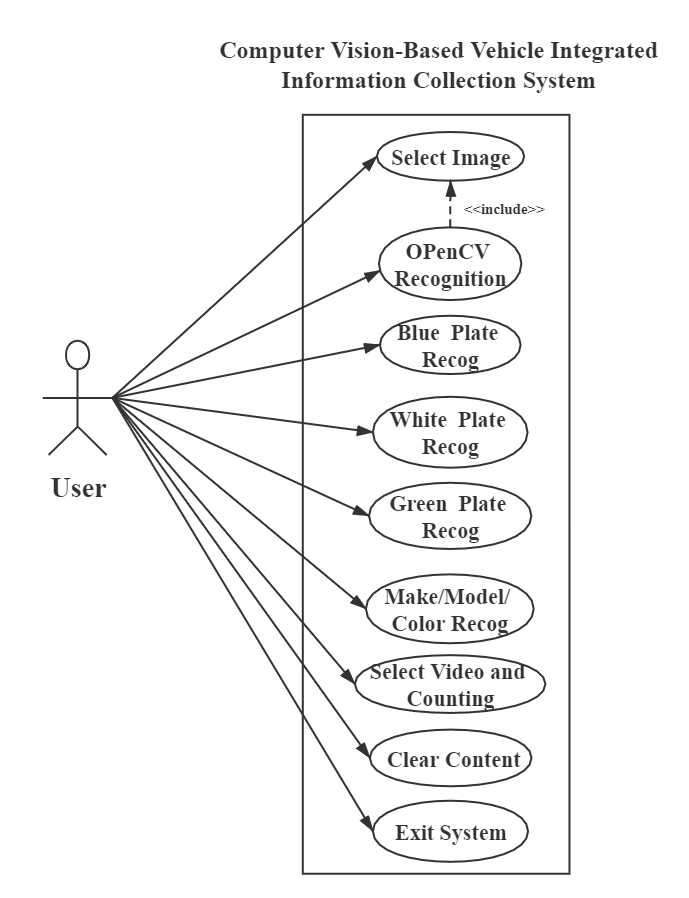 Computer Vision-Based Vehicle Integrated
Information Collection System
Select Image
<<include>>
OPenCV
Recognition
Blue Plate
Recog
White Plate
Recog
Green Plate
Recog
User
Make/Model/
Color Recog
Select Video and
Counting
Clear Content
Exit System